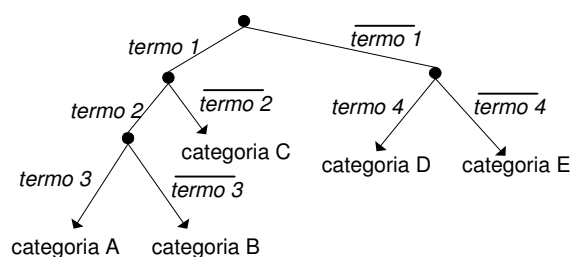 termo 1
termo 1
termo 2
termo 2
termo 4
termo 4
categoria C
categoria D
categoria E
termo 3
termo 3
categoria A
categoria B